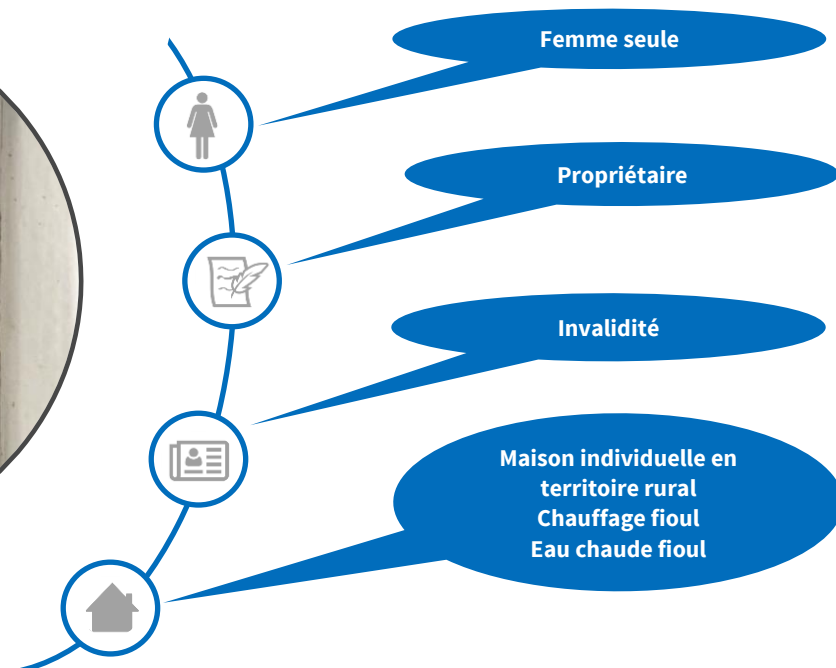 Femme seule
Propriétaire
Invalidité
Maison individuelle en
territoire rural
Chauffage fioul
Eau chaude fioul